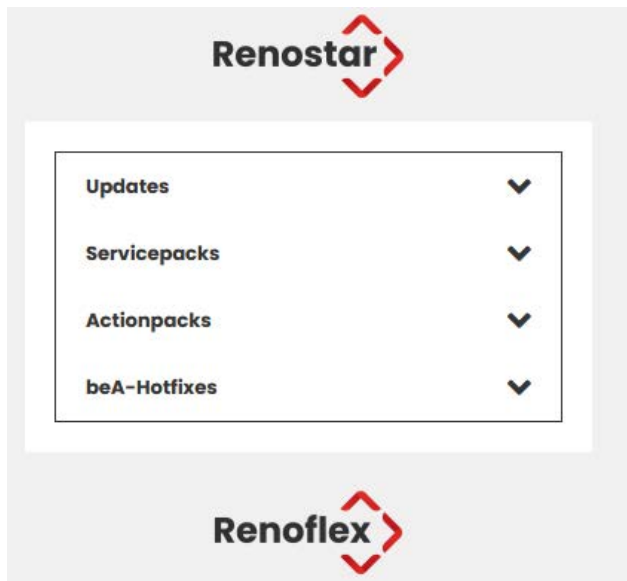 Renostar
Updates
Servicepacks
Actionpacks
beA-Hotfixes
Renoflex